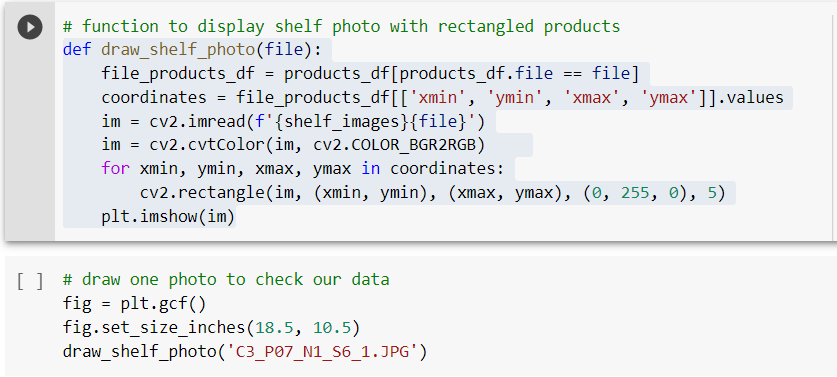 # function to display shelf photo with rectangled products
def draw_shelf_photo(file):
    file_products_df = products_df[products_df.file == file]
    coordinates = file_products_df[['xmin', 'ymin', 'xmax', 'ymax']].values
    im = cv2.imread(f'{shelf_images}{file}')
    im = cv2.cvtColor(im, cv2.COLOR_BGR2RGB)
    for xmin, ymin, xmax, ymax in coordinates:
        cv2.rectangle(im, (xmin, ymin), (xmax, ymax), (0, 255, 0), 5)
    plt.imshow(im)
[ ] # draw one photo to check our data
fig = plt.gcf()
fig.set_size_inches(18.5, 10.5)
draw_shelf_photo('C3_P07_N1_S6_1.JPG')